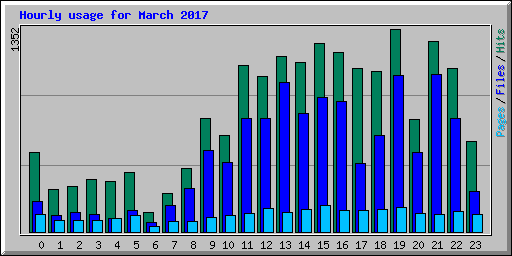 Hourly usage for March 2017
1352
Pages / Files / Hits
0 1 2 3 4 5 6 7 8 9 10 11 12 13 14 15 16 17 18 19 20 21 22 23